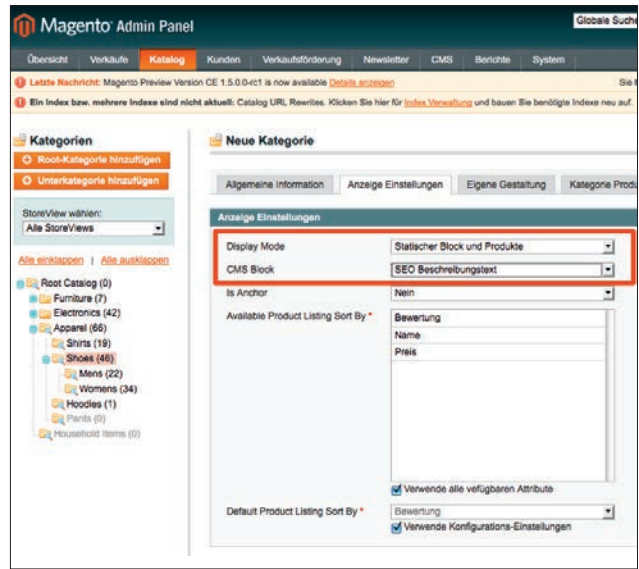 Magento Admin Panel
Globale Suche
Übersicht Verkäufe Katalog Kunden Verkaufsförderung Newsletter CMS Berichte System
Letzte Nachricht: Magento Preview Version CE 1.5.0.0-rc1 is now available Details anzeigen
Ein Index bzw. mehrere Indexe sind nicht aktuell: Catalog URL Rewrites. Klicken Sie hier für Index Verwaltung und bauen Sie benötigte Indexe neu auf.
Kategorien
Root-Kategorie hinzufügen
Unterkategorie hinzufügen
StoreView wählen:
Alle StoreViews
Alle einklappen | Alle ausklappen
Root Catalog (0)
Furniture (7)
Electronics (42)
Apparel (66)
Shirts (19)
Shoes (46)
Mens (22)
Womens (34)
Hoodies (1)
Pants (0)
Household Items (0)
Neue Kategorie
Allgemeine Information Anzeige Einstellungen Eigene Gestaltung Kategorie Produ
Anzeige Einstellungen
Display Mode Statischer Block und Produkte
CMS Block SEO Beschreibungstext
Is Anchor Nein
Available Product Listing Sort By * Bewertung
Name
Preis
Verwende alle vefügbaren Attribute
Default Product Listing Sort By * Bewertung
Verwende Konfigurations-Einstellungen